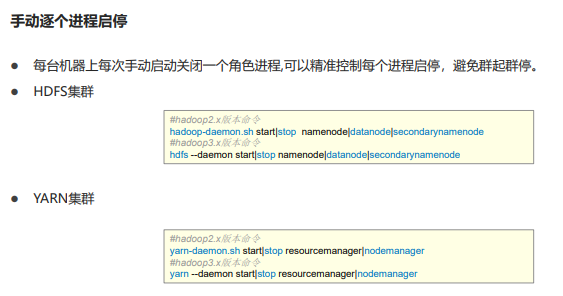 手动逐个进程启停
● 每台机器上每次手动启动关闭一个角色进程,可以精准控制每个进程启停，避免群起群停。
● HDFS集群
#hadoop2.x版本命令
hadoop-daemon.sh start|stop namenode|datanode|secondarynamenode
#hadoop3.x版本命令
hdfs --daemon start|stop namenode|datanode|secondarynamenode
● YARN集群
#hadoop2.x版本命令
yarn-daemon.sh start|stop resourcemanager|nodemanager
#hadoop3.x版本命令
yarn --daemon start|stop resourcemanager|nodemanager